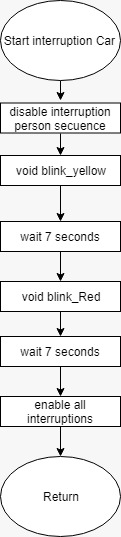 Start interruption Car
disable interruption
person secuence
void blink_yellow
wait 7 seconds
void blink_Red
wait 7 seconds
enable all
interruptions
Return